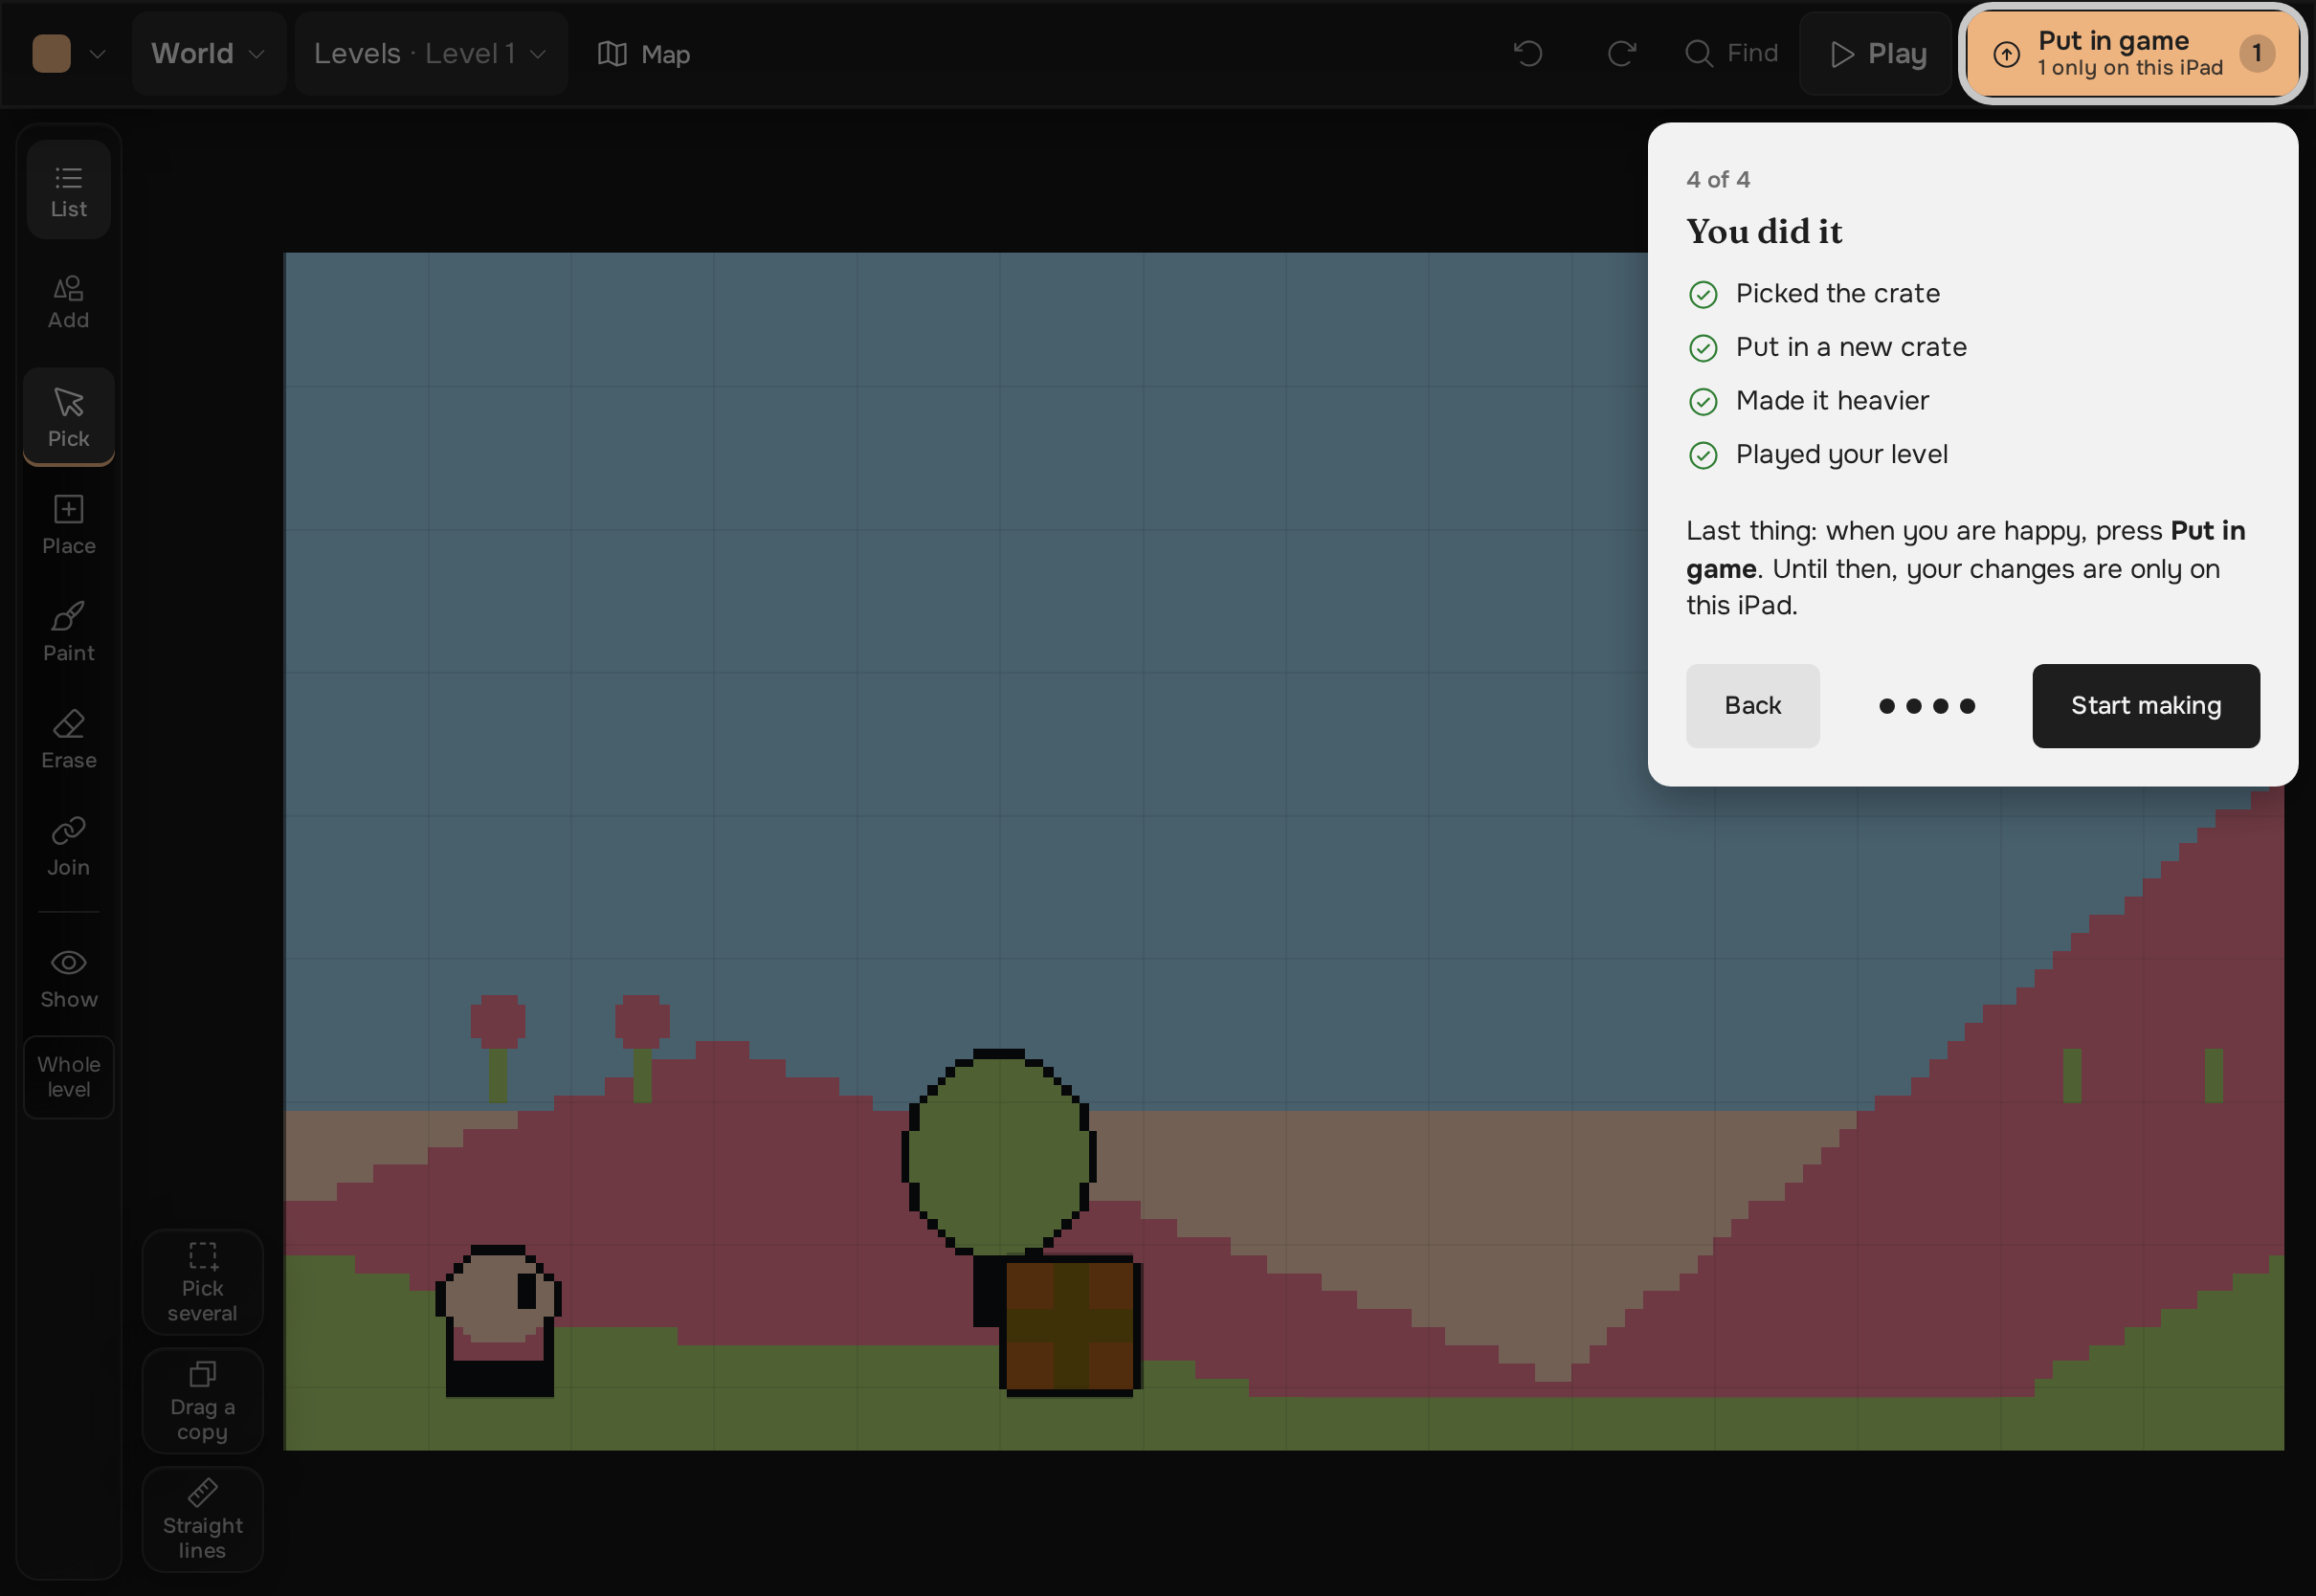 World
Levels · Level 1
Map
Find
Play
Put in game
1 only on this iPad
1
List
Add
Pick
Place
Paint
Erase
Join
Show
Whole
level
Pick
several
Drag a
copy
Straight
lines
4 of 4
You did it
Picked the crate
Put in a new crate
Made it heavier
Played your level
Last thing: when you are happy, press Put in
game. Until then, your changes are only on
this iPad.
Back
Start making